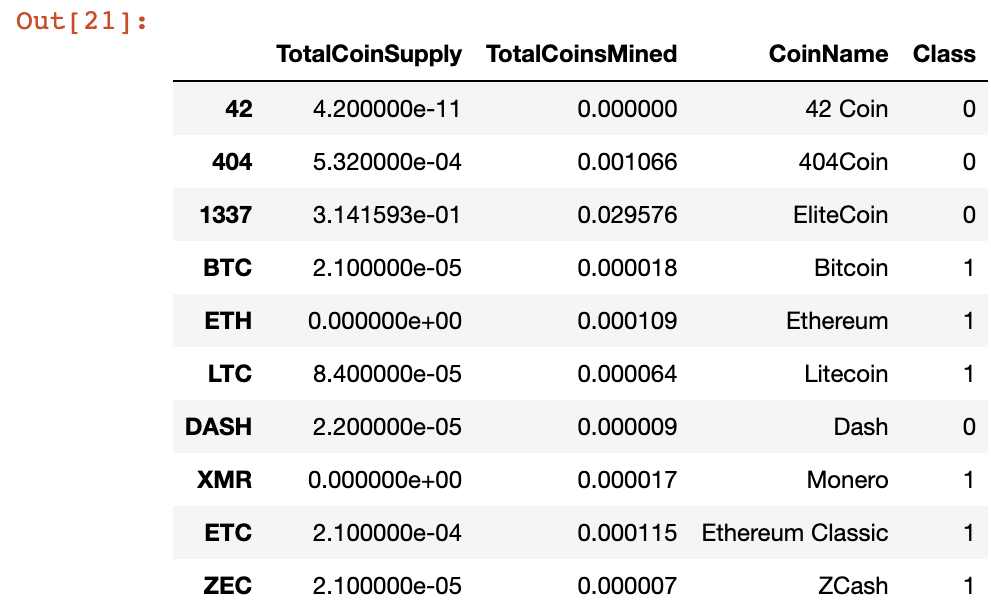 Out[21]:
TotalCoinSupply TotalCoinsMined CoinName Class
42 4.200000e-11 0.000000 42 Coin 0
404 5.320000e-04 0.001066 404Coin 0
1337 3.141593e-01 0.029576 EliteCoin 0
BTC 2.100000e-05 0.000018 Bitcoin 1
ETH 0.000000e+00 0.000109 Ethereum 1
LTC 8.400000e-05 0.000064 Litecoin 1
DASH 2.200000e-05 0.000009 Dash 0
XMR 0.000000e+00 0.000017 Monero 1
ETC 2.100000e-04 0.000115 Ethereum Classic 1
ZEC 2.100000e-05 0.000007 ZCash 1